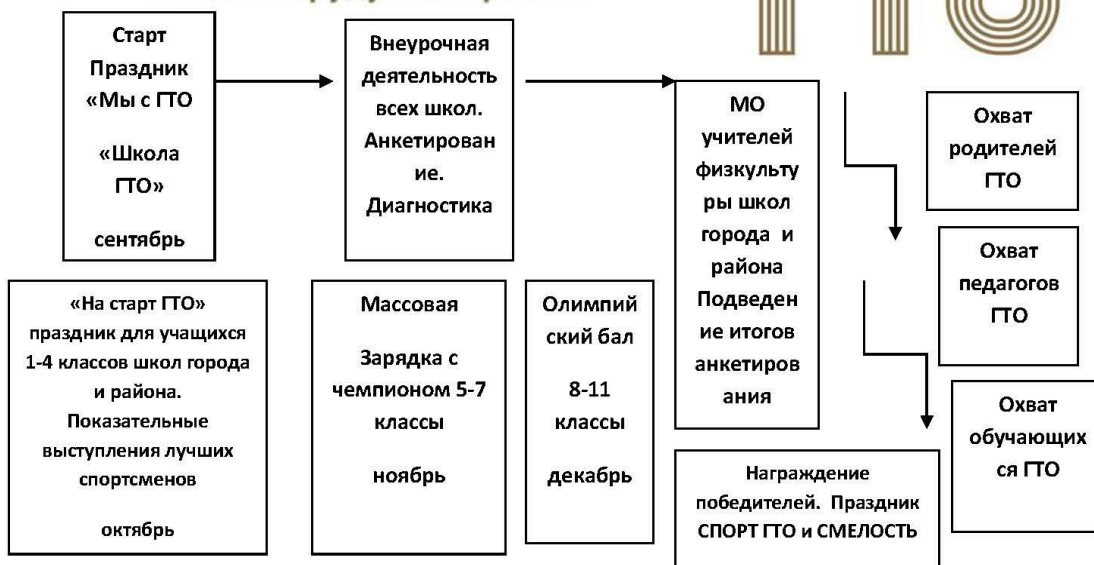 ГТО
Старт
Праздник
«Мы с ГТО
«Школа
ГТО»
сентябрь
Внеурочная
деятельность
всех школ.
Анкетирован
ие.
Диагностика
МО
учителей
физкульту
ры школ
города и
района
Подведен
ие итогов
анкетиров
ания
Охват
родителей
ГТО
Охват
педагогов
ГТО
Охват
обучающих
ся ГТО
«На старт ГТО»
праздник для учащихся
1-4 классов школ города
и района.
Показательные
выступления лучших
спортсменов
октябрь
Массовая
Зарядка с
чемпионом 5-7
классы
ноябрь
Олимпий
ский бал
8-11
классы
декабрь
Награждение
победителей. Праздник
СПОРТ ГТО и СМЕЛОСТЬ